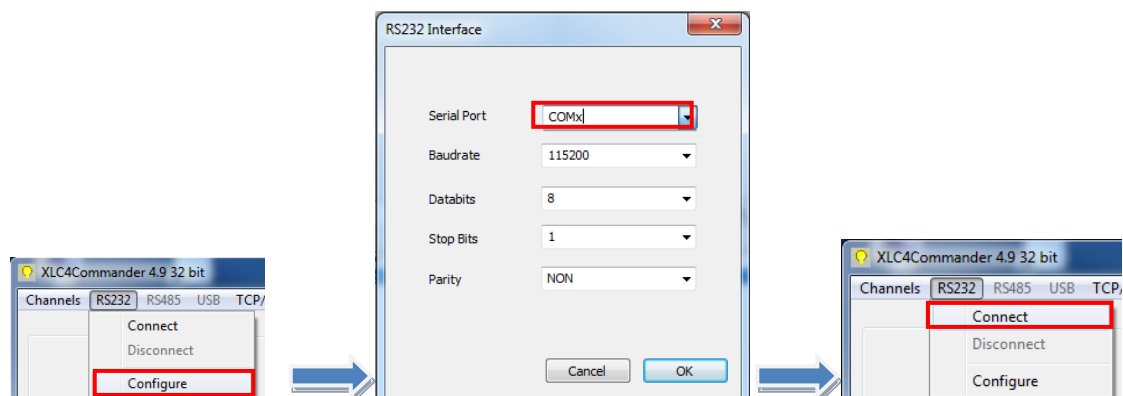 XLC4Commander 4.9 32 bit
Channels RS232 RS485 USB TCP/
Connect
Disconnect
Configure
RS232 Interface
Serial Port COMx
Baudrate 115200
Databits 8
Stop Bits 1
Parity NON
Cancel OK
XLC4Commander 4.9 32 bit
Channels RS232 RS485 USB TCP/
Connect
Disconnect
Configure